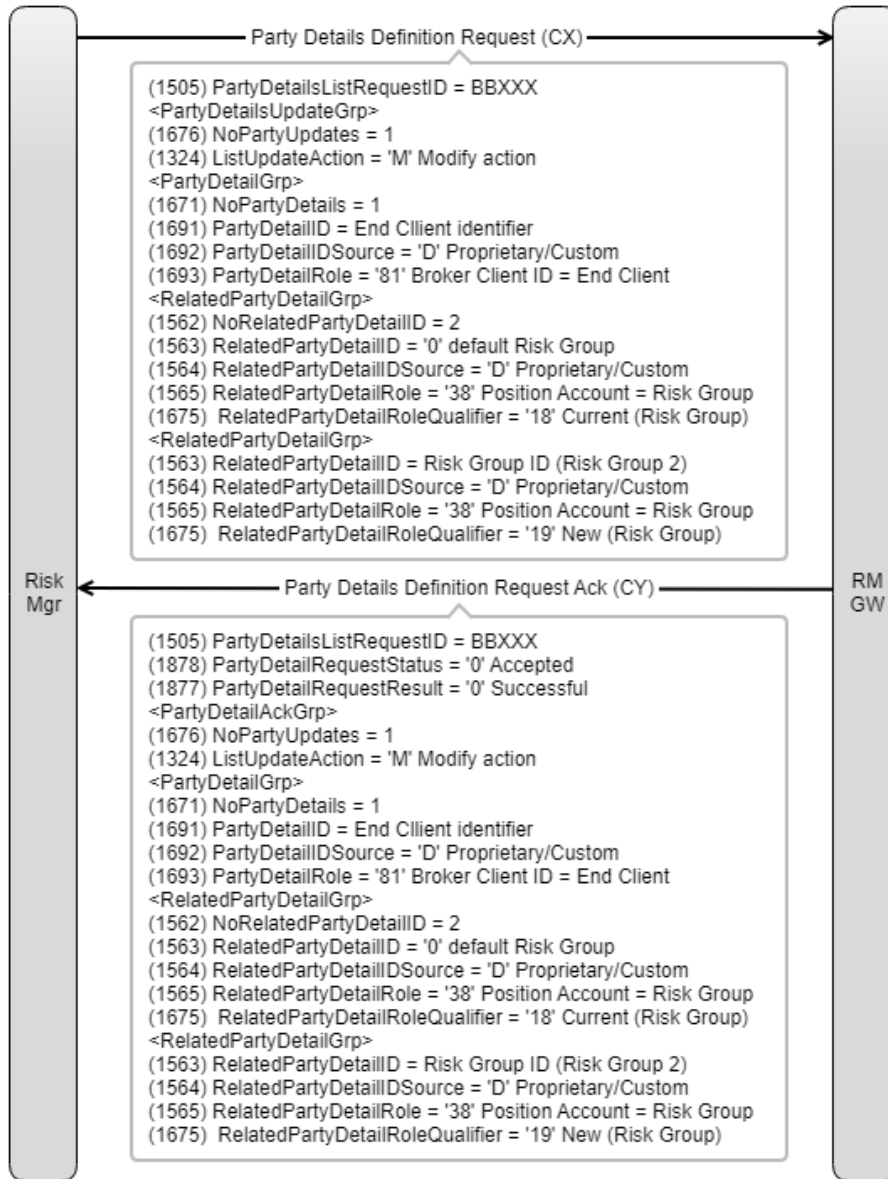 Party Details Definition Request (CX)
(1505) PartyDetailsListRequestID = BBXXX
<PartyDetailsUpdateGrp>
(1676) NoPartyUpdates = 1
(1324) ListUpdateAction = 'M' Modify action
<PartyDetailGrp>
(1671) NoPartyDetails = 1
(1691) PartyDetailID = End Cllient identifier
(1692) PartyDetailIDSource = 'D' Proprietary/Custom
(1693) PartyDetailRole = '81' Broker Client ID = End Client
<RelatedPartyDetailGrp>
(1562) NoRelatedPartyDetailID = 2
(1563) RelatedPartyDetailID = '0' default Risk Group
(1564) RelatedPartyDetailIDSource = 'D' Proprietary/Custom
(1565) RelatedPartyDetailRole = '38' Position Account = Risk Group
(1675)  RelatedPartyDetailRoleQualifier = '18' Current (Risk Group)
<RelatedPartyDetailGrp>
(1563) RelatedPartyDetailID = Risk Group ID (Risk Group 2)
(1564) RelatedPartyDetailIDSource = 'D' Proprietary/Custom
(1565) RelatedPartyDetailRole = '38' Position Account = Risk Group
(1675)  RelatedPartyDetailRoleQualifier = '19' New (Risk Group)
Risk
Mgr
Party Details Definition Request Ack (CY)
RM
GW
(1505) PartyDetailsListRequestID = BBXXX
(1878) PartyDetailRequestStatus = '0' Accepted
(1877) PartyDetailRequestResult = '0' Successful
<PartyDetailAckGrp>
(1676) NoPartyUpdates = 1
(1324) ListUpdateAction = 'M' Modify action
<PartyDetailGrp>
(1671) NoPartyDetails = 1
(1691) PartyDetailID = End Cllient identifier
(1692) PartyDetailIDSource = 'D' Proprietary/Custom
(1693) PartyDetailRole = '81' Broker Client ID = End Client
<RelatedPartyDetailGrp>
(1562) NoRelatedPartyDetailID = 2
(1563) RelatedPartyDetailID = '0' default Risk Group
(1564) RelatedPartyDetailIDSource = 'D' Proprietary/Custom
(1565) RelatedPartyDetailRole = '38' Position Account = Risk Group
(1675)  RelatedPartyDetailRoleQualifier = '18' Current (Risk Group)
<RelatedPartyDetailGrp>
(1563) RelatedPartyDetailID = Risk Group ID (Risk Group 2)
(1564) RelatedPartyDetailIDSource = 'D' Proprietary/Custom
(1565) RelatedPartyDetailRole = '38' Position Account = Risk Group
(1675)  RelatedPartyDetailRoleQualifier = '19' New (Risk Group)